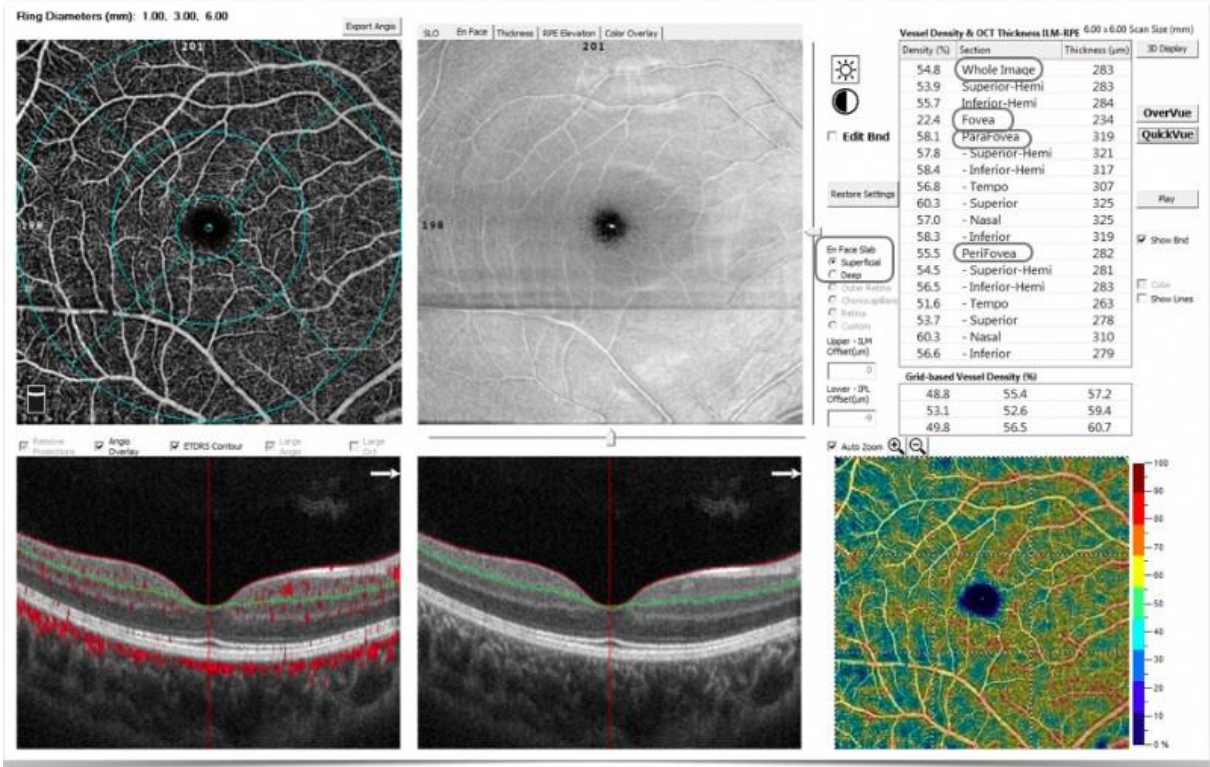 Ring Diameters (mm): 1.00, 3.00, 6.00
Export Angio
201
198
SLO
En Face
Thickness
RPE Elevation
Color Overlay
201
198
Edit Bnd
Restore Settings
En Face Slab
Superficial
Deep
Outer Retina
Choriocapillaris
Retina
Custom
Upper - ILM
Offset(um)
0
Lower - IPL
Offset(um)
-9
Vessel Density & OCT Thickness ILM-RPE 6.00 x 6.00 Scan Size (mm)
Density (%) Section Thickness (µm)
54.8 Whole Image 283
53.9 Superior-Hemi 283
55.7 Inferior-Hemi 284
22.4 Fovea 234
58.1 ParaFovea 319
57.8 - Superior-Hemi 321
58.4 - Inferior-Hemi 317
56.8 - Tempo 307
60.3 - Superior 325
57.0 - Nasal 325
58.3 - Inferior 319
55.5 PeriFovea 282
54.5 - Superior-Hemi 281
56.5 - Inferior-Hemi 283
51.6 - Tempo 263
53.7 - Superior 278
60.3 - Nasal 310
56.6 - Inferior 279
Grid-based Vessel Density (%)
48.8 55.4 57.2
53.1 52.6 59.4
49.8 56.5 60.7
3D Display
OverVue
QuickVue
Play
Show Bnd
Color
Show Lines
Remove
Projections
Angio
Overlay
ETDRS Contour
Large
Angio
Large
Oct
Auto Zoom
100
90
80
70
60
50
40
30
20
10
0 %